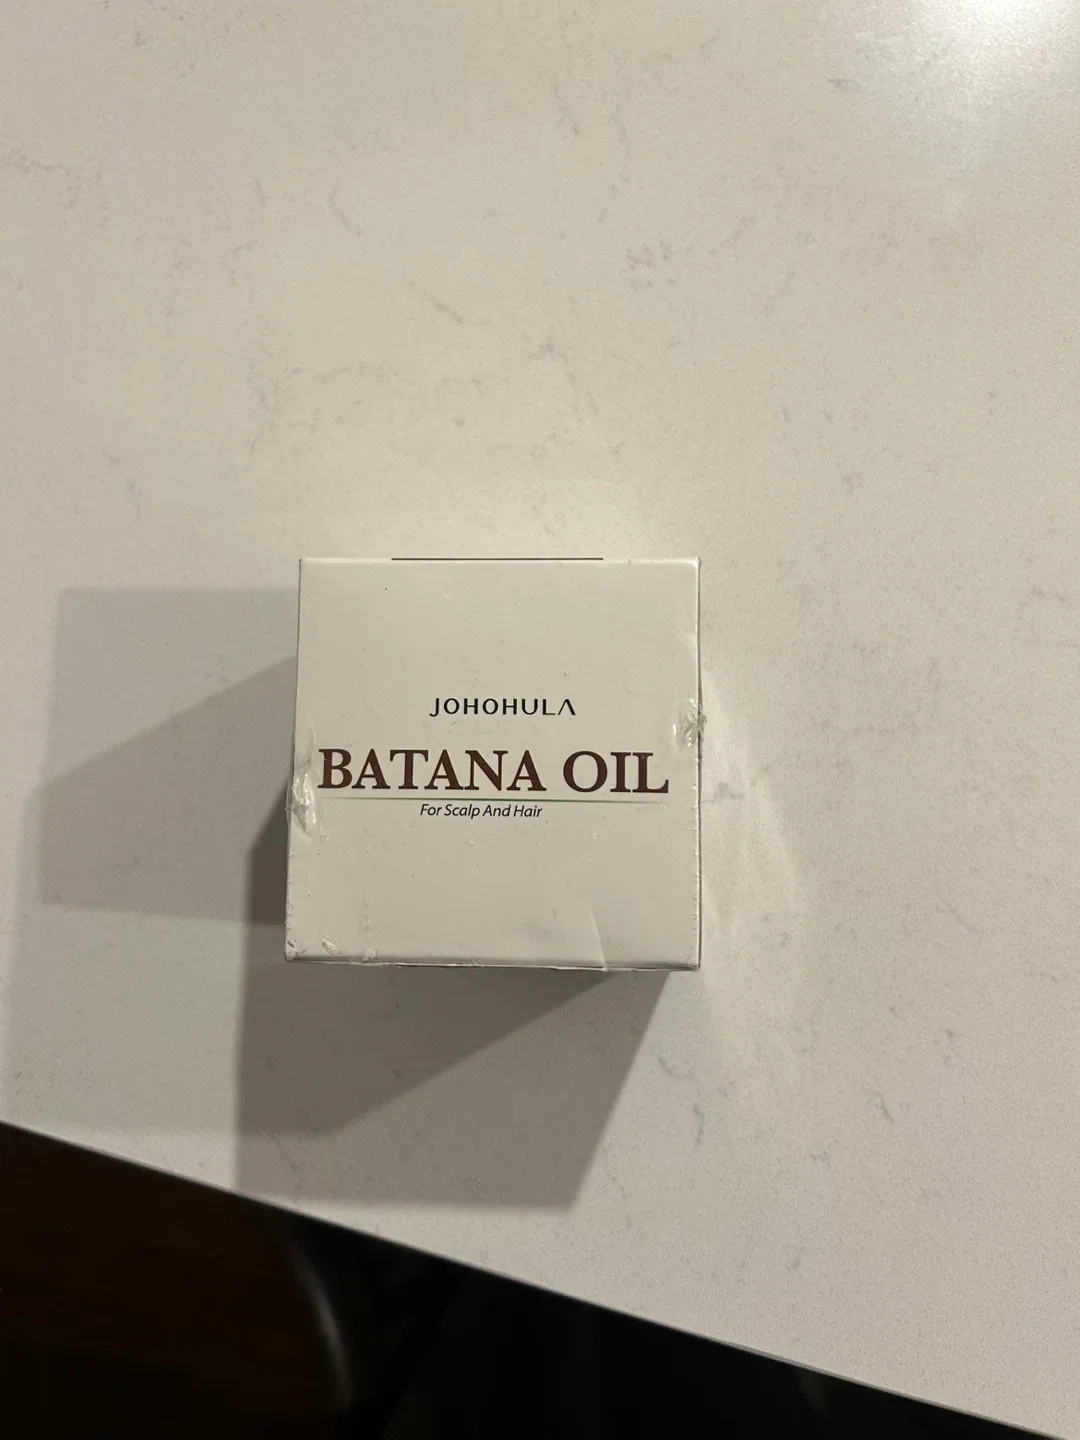 JOHOHULA
BATANA OIL
For Scalp And Hair